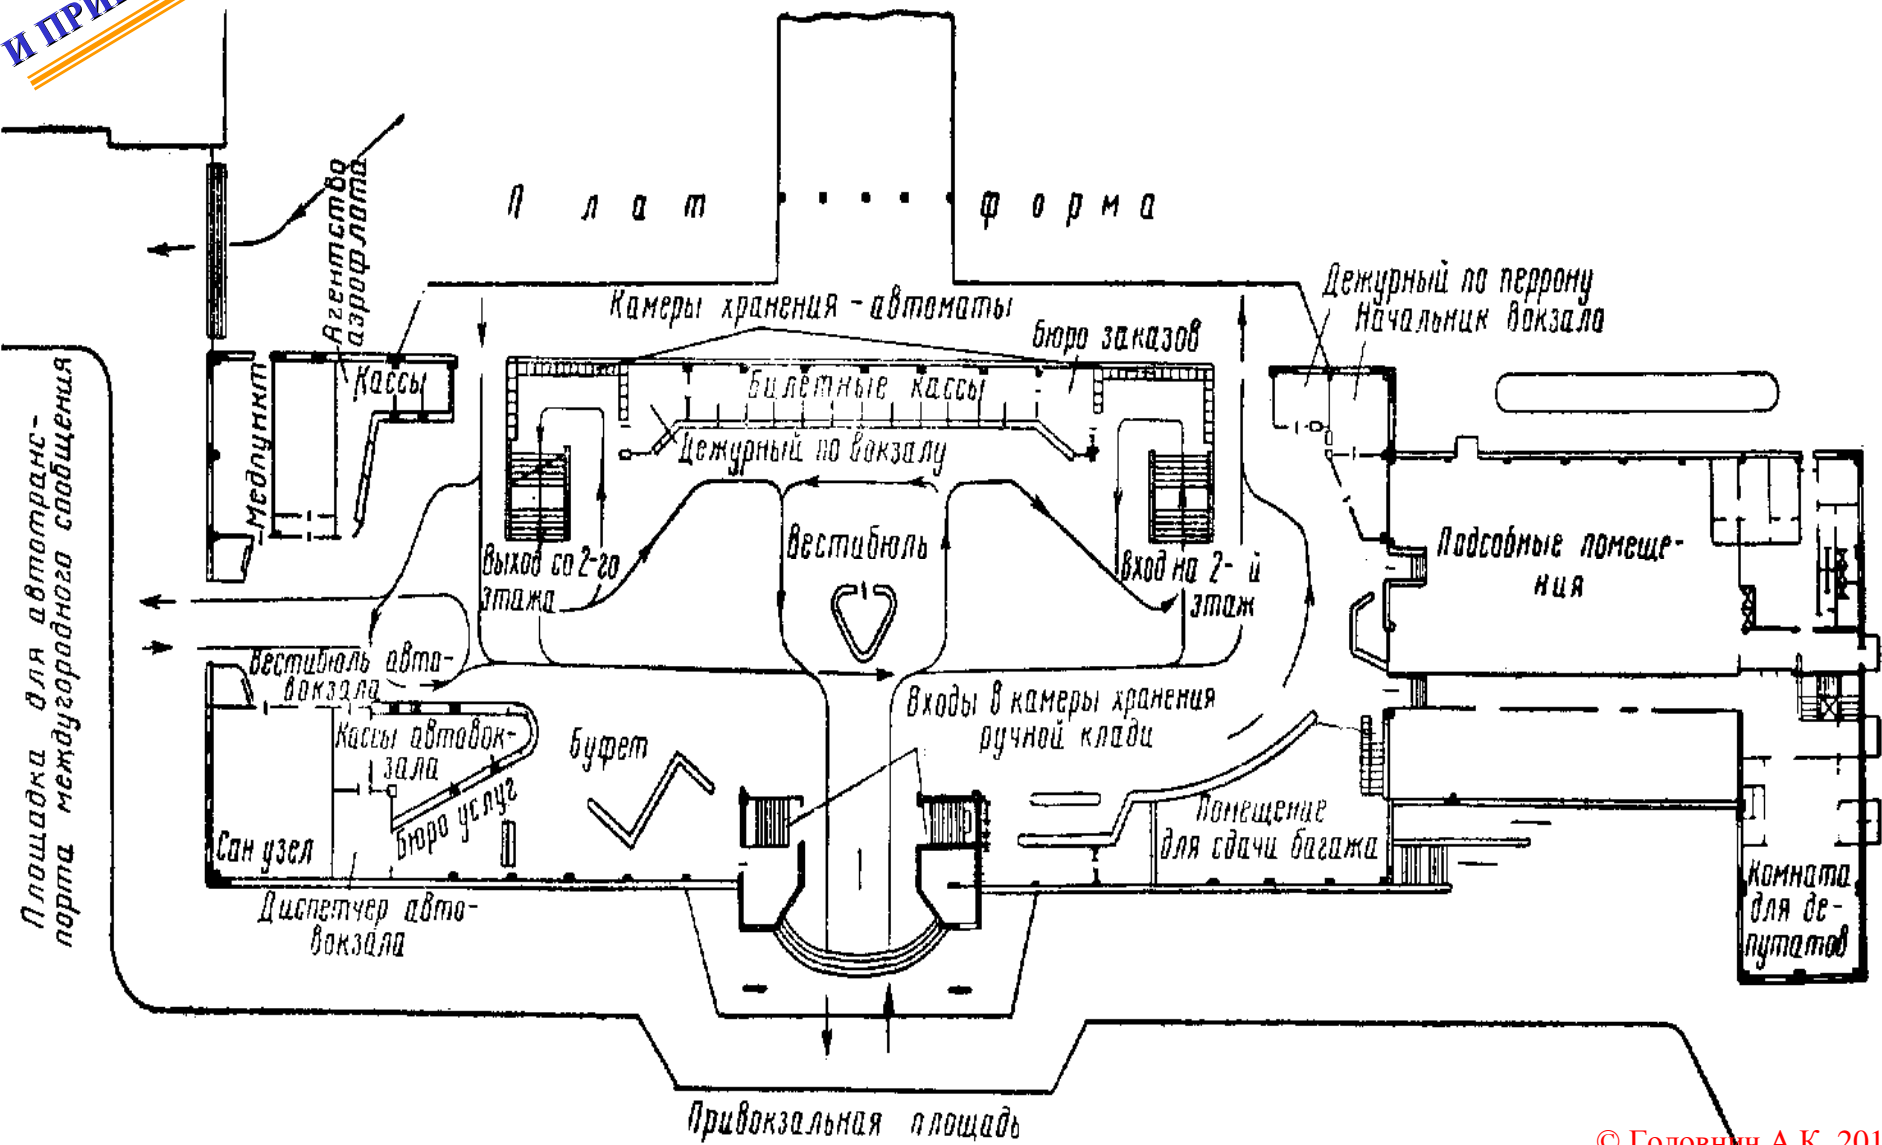 И ПРИ
Агентство
аэрофлота
Платформа
Камеры хранения - автоматы
Бюро заказов
Дежурный по перрону
Начальник вокзала
Медпункт
Кассы
Билетные кассы
Дежурный по вокзалу
Вестибюль
Выход со 2-го
этажа
Вход на 2-й
этаж
Подсобные помеще-
ния
Площадка для автотранс-
порта междугородного сообщения
Вестибюль авто-
вокзала
Кассы автовок-
зала
Бюро услуг
Буфет
Входы в камеры хранения
ручной клади
Сан узел
Диспетчер авто-
вокзала
Помещение
для сдачи багажа
Комната
для де-
путатов
Привокзальная площадь
© Головнич А.К. 201